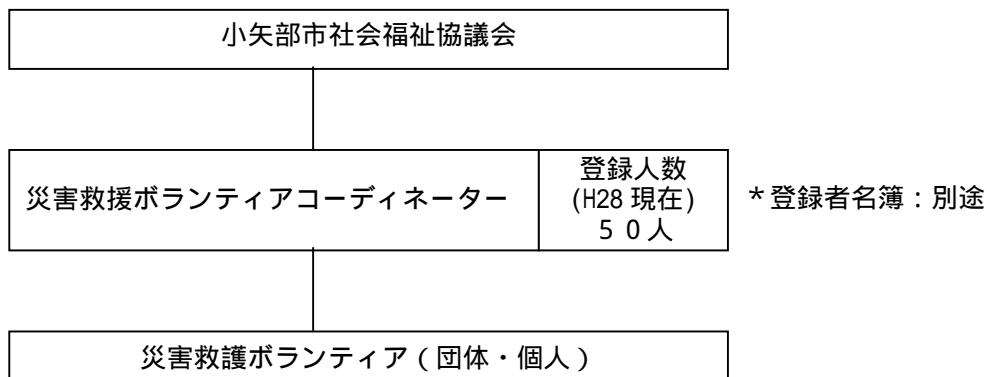 小矢部市社会福祉協議会
災害救援ボランティアコーディネーター
登録人数
(H28 現在)
５０人
＊登録者名簿：別途
災害救護ボランティア（団体・個人）